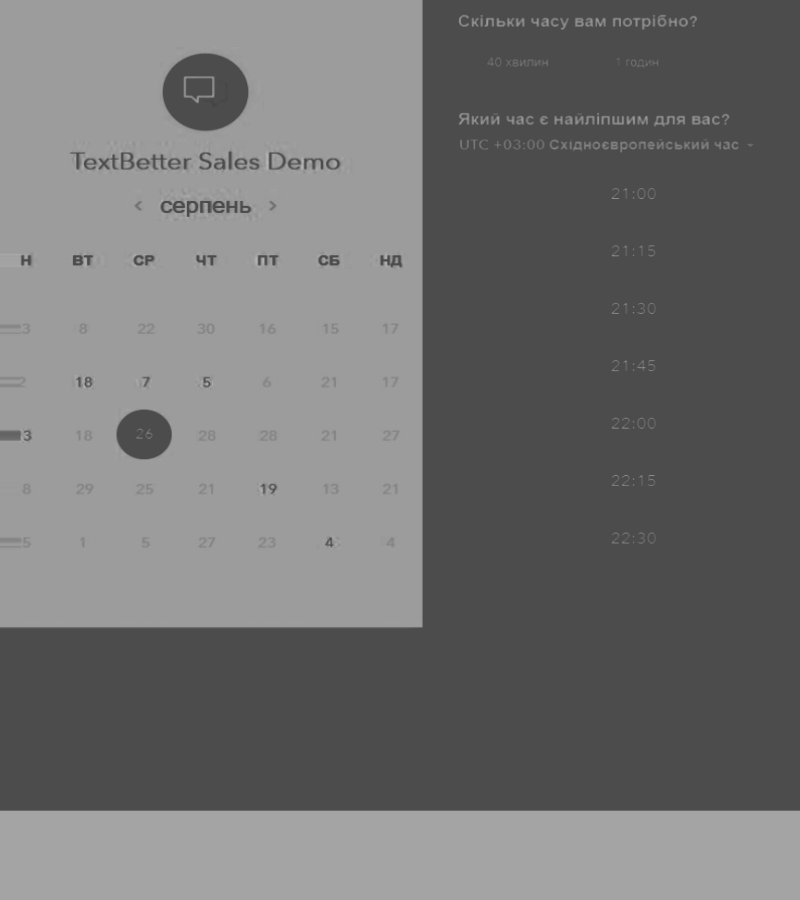 TextBetter Sales Demo
< серпень >
Н ВТ СР ЧТ ПТ СБ НД
3 8 22 30 16 15 17
2 18 7 5 6 21 17
3 18 26 28 28 21 27
8 29 25 21 19 13 21
5 1 5 27 23 4 4
Скільки часу вам потрібно?
40 хвилин 1 годин
Який час є найліпшим для вас?
UTC +03:00 Східноєвропейський час
21:00
21:15
21:30
21:45
22:00
22:15
22:30